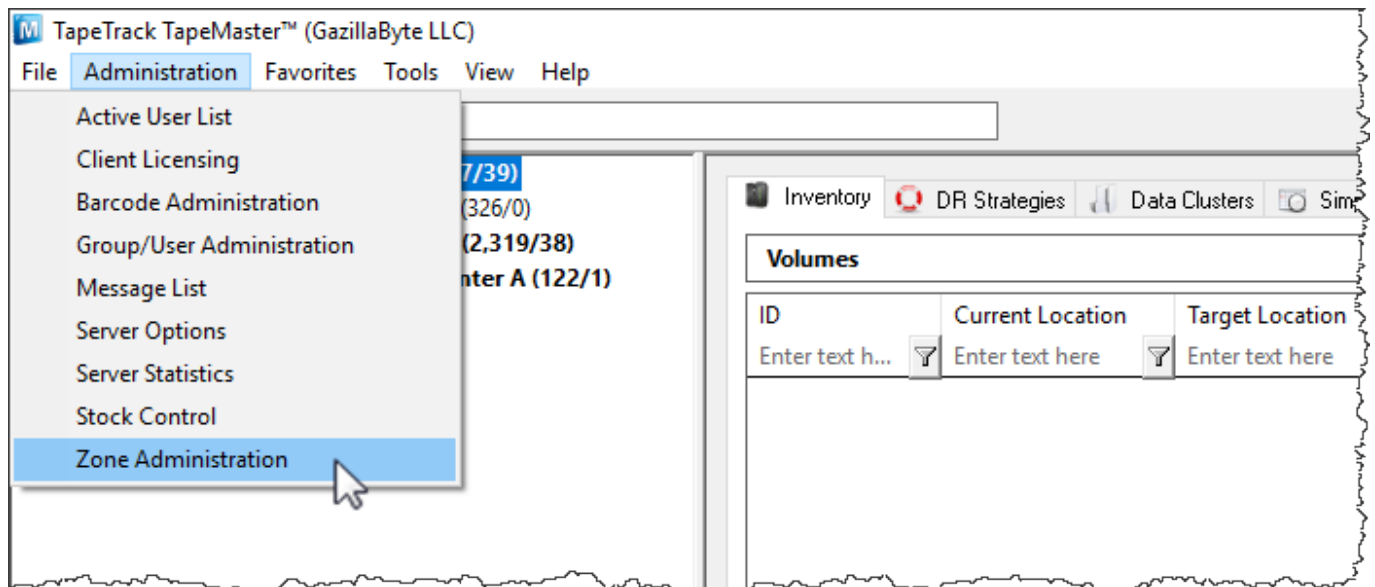 TapeTrack TapeMaster™ (GazillaByte LLC)
File Administration Favorites Tools View Help
Active User List
Client Licensing
Barcode Administration
Group/User Administration
Message List
Server Options
Server Statistics
Stock Control
Zone Administration
7/39)
(326/0)
(2,319/38)
nter A (122/1)
Inventory DR Strategies Data Clusters Sim
Volumes
ID Current Location Target Location
Enter text h... Enter text here Enter text here